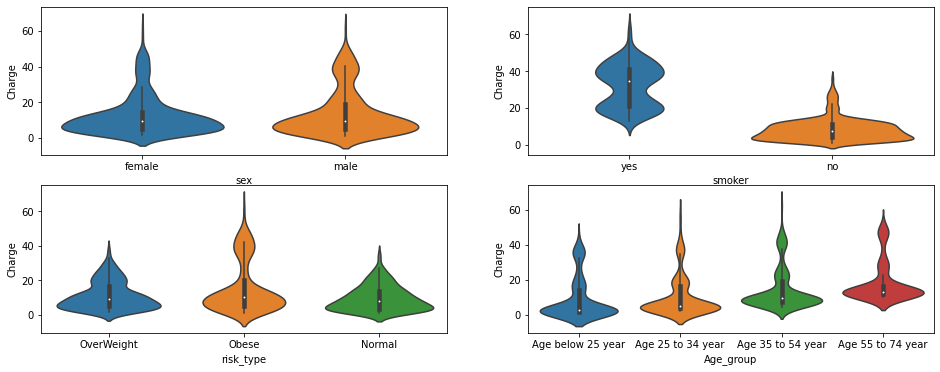 Charge
60
40
20
0
female
male
sex
Charge
60
40
20
0
yes
no
smoker
Charge
60
40
20
0
OverWeight
Obese
Normal
risk_type
Charge
60
40
20
0
Age below 25 year
Age 25 to 34 year
Age 35 to 54 year
Age 55 to 74 year
Age_group